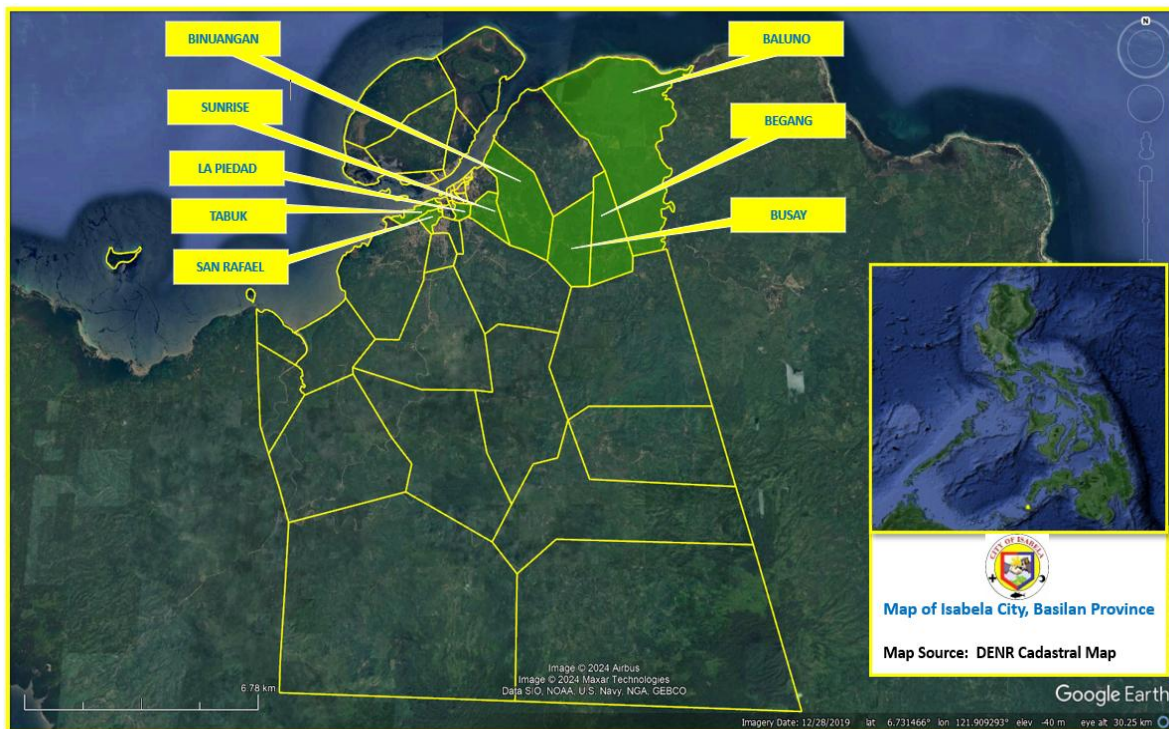 BINUANGAN
SUNRISE
LA PIEDAD
TABUK
SAN RAFAEL
BALUNO
BEGANG
BUSAY
N
CITY OF ISABELA
Map of Isabela City, Basilan Province
Map Source: DENR Cadastral Map
6.78 km
Image © 2024 Airbus
Image © 2024 Maxar Technologies
Data SIO, NOAA, U.S. Navy, NGA, GEBCO
Google Earth
Imagery Date: 12/28/2019 lat 6.731466° lon 121.909293° elev -40 m eye alt 30.25 km